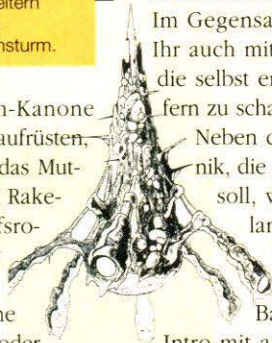 eitern
nsturm.
n-Kanone
aufrüsten,
das Mut-
Rake-
fsro-
ne
oder
Im Gegensa
Ihr auch mit
die selbst er
fern zu scha
Neben d
nik, die
soll, w
lan
Ba
Intro mit a